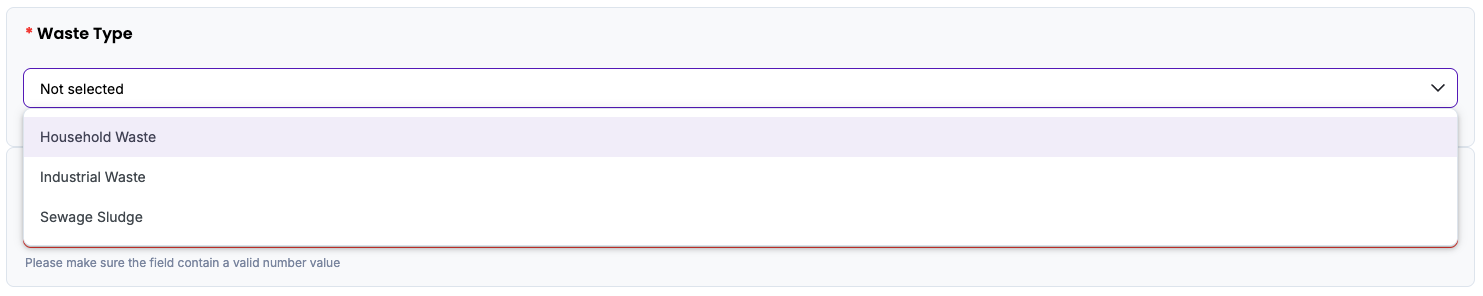 * Waste Type
Not selected
Household Waste
Industrial Waste
Sewage Sludge
Please make sure the field contain a valid number value